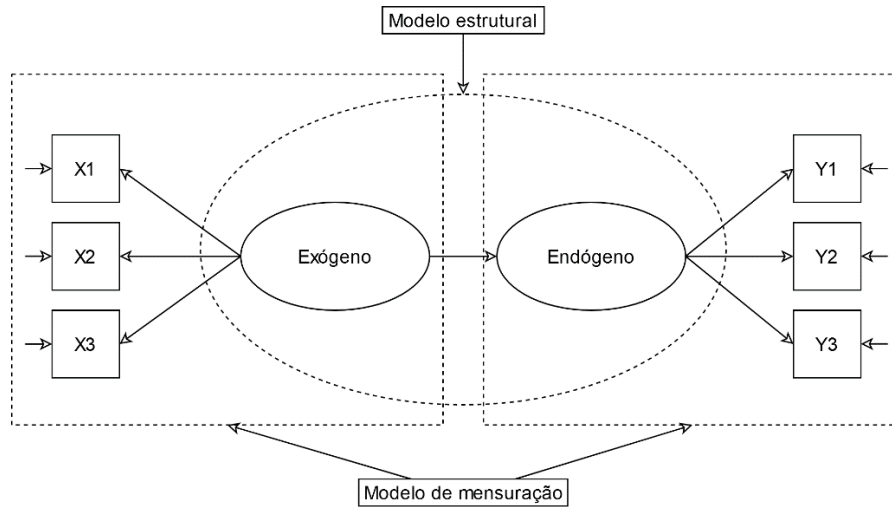 Modelo estrutural
X1
Y1
X2
Exógeno
Endógeno
Y2
X3
Y3
Modelo de mensuração